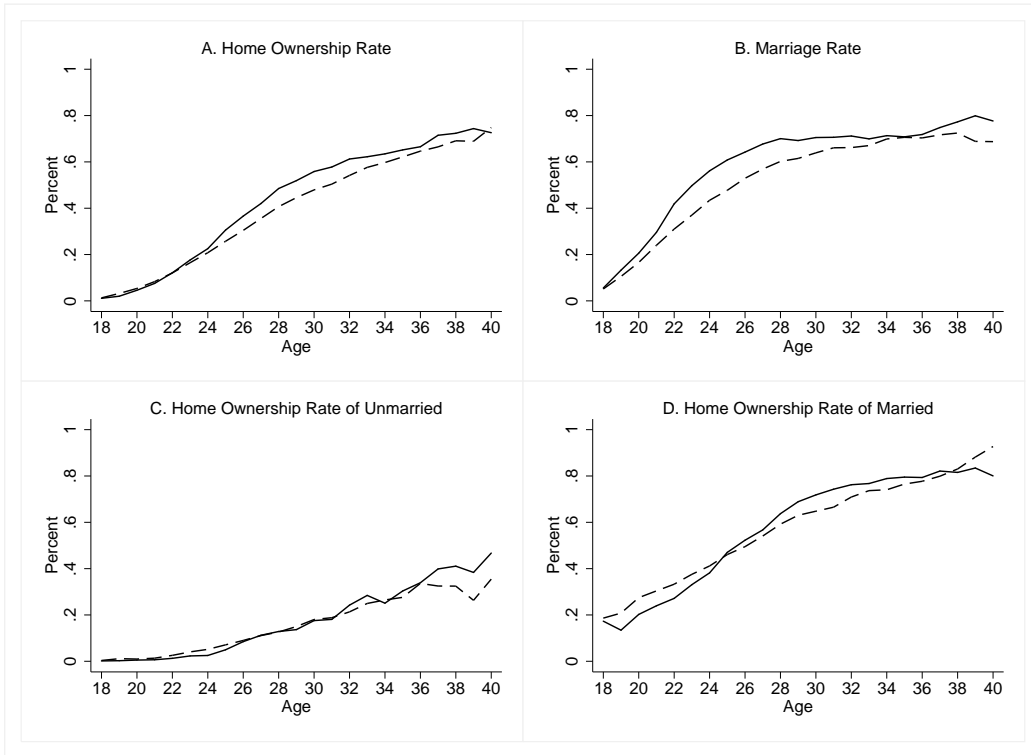 A. Home Ownership Rate
Percent
0 .2 .4 .6 .8 1
18 20 22 24 26 28 30 32 34 36 38 40
Age
B. Marriage Rate
Percent
0 .2 .4 .6 .8 1
18 20 22 24 26 28 30 32 34 36 38 40
Age
C. Home Ownership Rate of Unmarried
Percent
0 .2 .4 .6 .8 1
18 20 22 24 26 28 30 32 34 36 38 40
Age
D. Home Ownership Rate of Married
Percent
0 .2 .4 .6 .8 1
18 20 22 24 26 28 30 32 34 36 38 40
Age